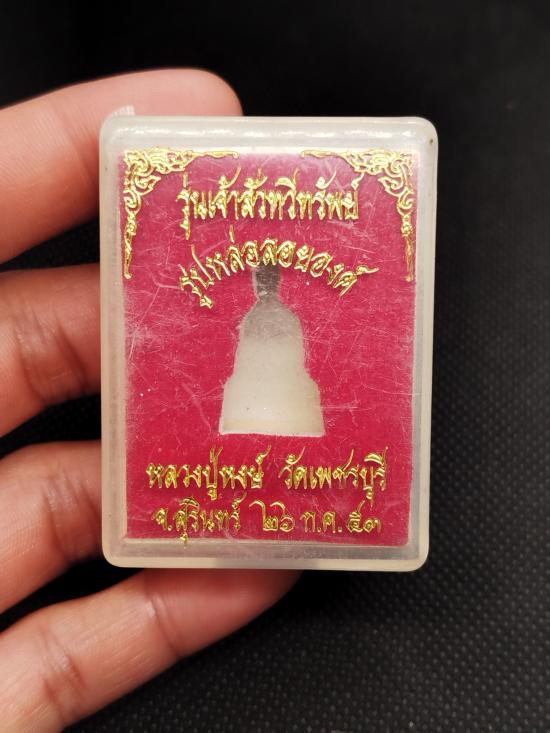 รุ่นเจ้าสัวทวีทรัพย์
รูปหล่อลอยองค์
หลวงปู่หงษ์ วัดเพชรบุรี
จ.สุรินทร์ ๒๖ ก.ค. ๕๓